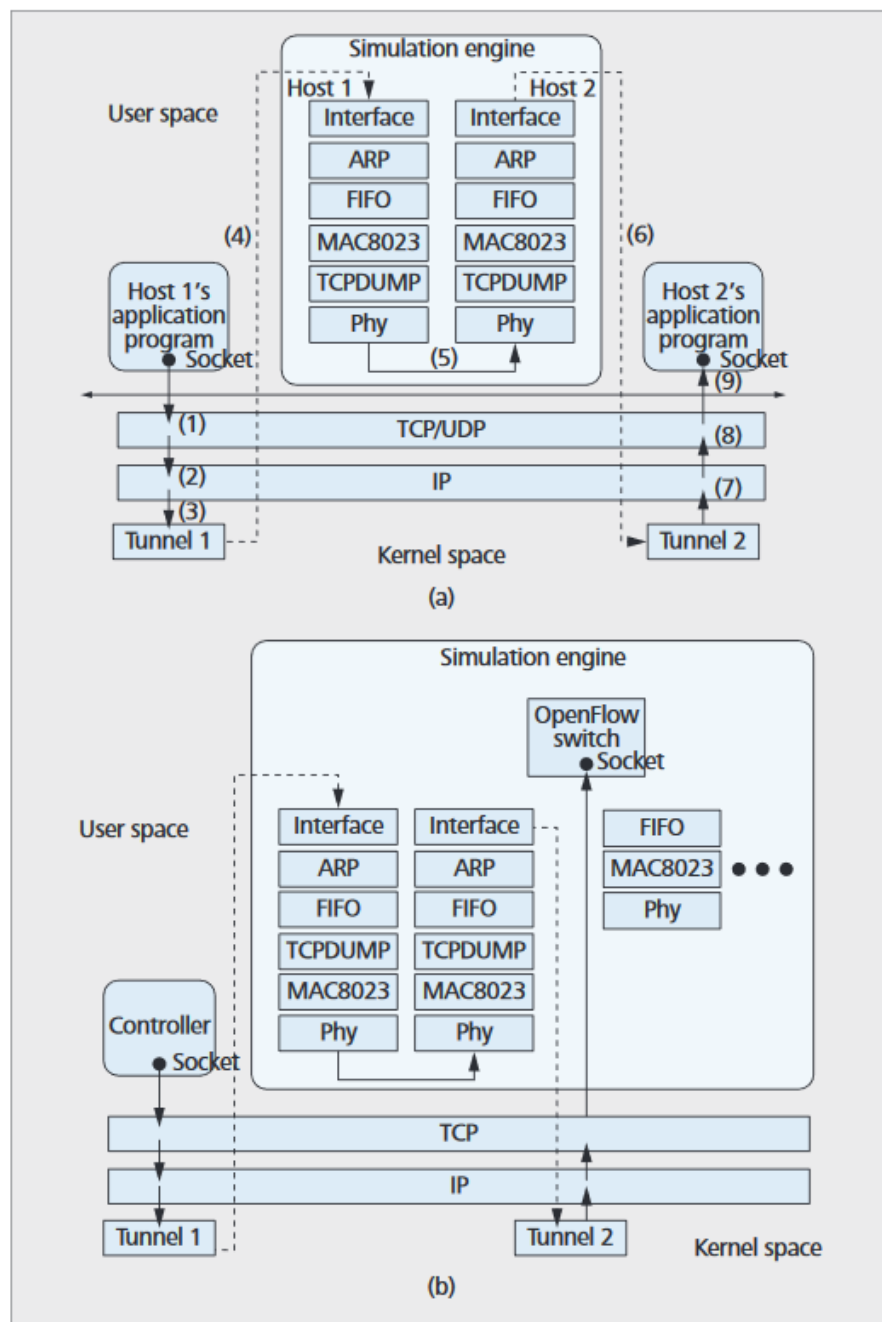 Simulation engine
Host 1
Host 2
User space
Interface
Interface
ARP
ARP
FIFO
FIFO
(4)
(6)
MAC8023
MAC8023
TCPDUMP
TCPDUMP
Host 1's
application
program
Host 2's
application
program
Phy
Phy
Socket
(5)
Socket
(9)
(1)
TCP/UDP
(8)
(2)
IP
(7)
(3)
Tunnel 1
Tunnel 2
Kernel space
(a)
Simulation engine
OpenFlow
switch
Socket
User space
Interface
Interface
FIFO
ARP
ARP
MAC8023
FIFO
FIFO
Phy
TCPDUMP
TCPDUMP
MAC8023
MAC8023
Controller
Phy
Phy
Socket
TCP
IP
Tunnel 1
Tunnel 2
Kernel space
(b)